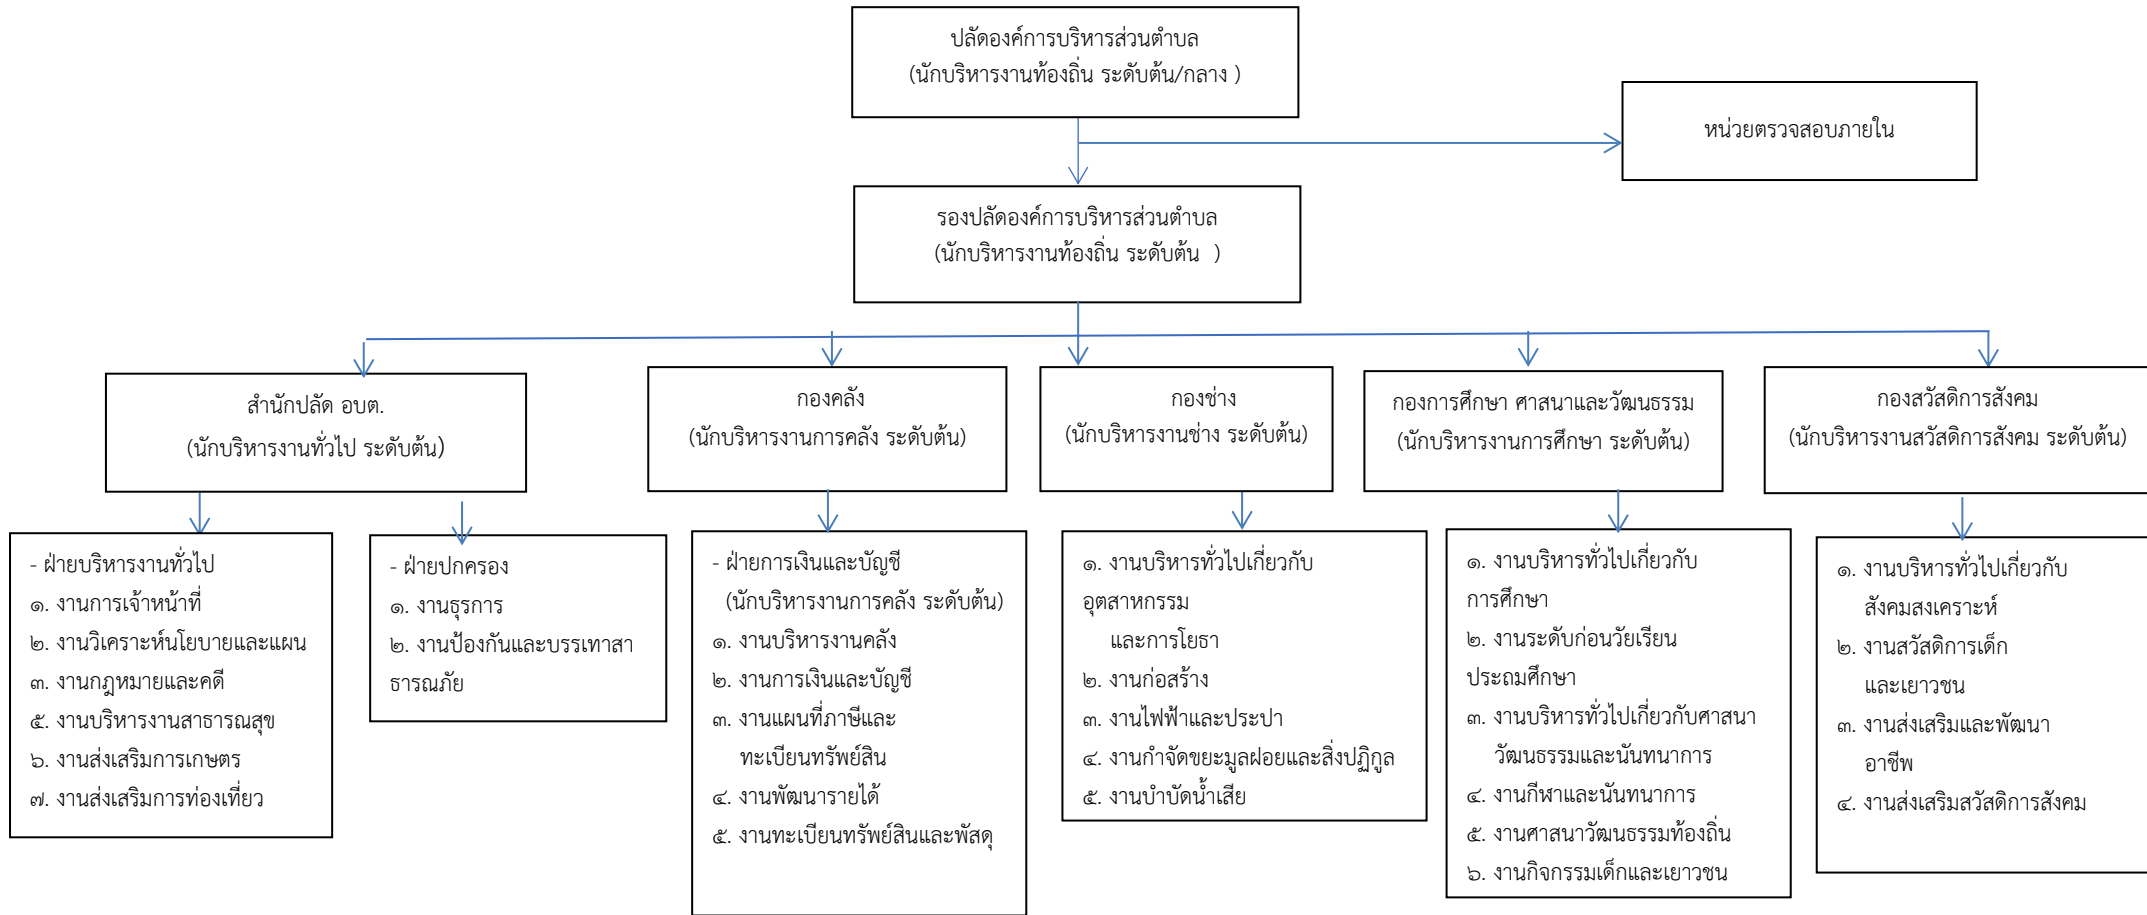 ปลัดองค์การบริหารส่วนตำบล
(นักบริหารงานท้องถิ่น ระดับต้น/กลาง )
หน่วยตรวจสอบภายใน
รองปลัดองค์การบริหารส่วนตำบล
(นักบริหารงานท้องถิ่น ระดับต้น  )
สำนักปลัด อบต.
(นักบริหารงานทั่วไป ระดับต้น)
กองคลัง
(นักบริหารงานการคลัง ระดับต้น)
กองช่าง
(นักบริหารงานช่าง ระดับต้น)
กองการศึกษา ศาสนาและวัฒนธรรม
(นักบริหารงานการศึกษา ระดับต้น)
กองสวัสดิการสังคม
(นักบริหารงานสวัสดิการสังคม ระดับต้น)
- ฝ่ายบริหารงานทั่วไป
๑. งานการเจ้าหน้าที่
๒. งานวิเคราะห์นโยบายและแผน
๓. งานกฎหมายและคดี
๕. งานบริหารงานสาธารณสุข
๖. งานส่งเสริมการเกษตร
๗. งานส่งเสริมการท่องเที่ยว
- ฝ่ายปกครอง
๑. งานธุรการ
๒. งานป้องกันและบรรเทาสา
ธารณภัย
- ฝ่ายการเงินและบัญชี
(นักบริหารงานการคลัง ระดับต้น)
๑. งานบริหารงานคลัง
๒. งานการเงินและบัญชี
๓. งานแผนที่ภาษีและ
ทะเบียนทรัพย์สิน
๔. งานพัฒนารายได้
๕. งานทะเบียนทรัพย์สินและพัสดุ
๑. งานบริหารทั่วไปเกี่ยวกับ
อุตสาหกรรม
และการโยธา
๒. งานก่อสร้าง
๓. งานไฟฟ้าและประปา
๔. งานกำจัดขยะมูลฝอยและสิ่งปฏิกูล
๕. งานบำบัดน้ำเสีย
๑. งานบริหารทั่วไปเกี่ยวกับ
การศึกษา
๒. งานระดับก่อนวัยเรียน
ประถมศึกษา
๓. งานบริหารทั่วไปเกี่ยวกับศาสนา
วัฒนธรรมและนันทนาการ
๔. งานกีฬาและนันทนาการ
๕. งานศาสนาวัฒนธรรมท้องถิ่น
๖. งานกิจกรรมเด็กและเยาวชน
๑. งานบริหารทั่วไปเกี่ยวกับ
สังคมสงเคราะห์
๒. งานสวัสดิการเด็ก
และเยาวชน
๓. งานส่งเสริมและพัฒนา
อาชีพ
๔. งานส่งเสริมสวัสดิการสังคม